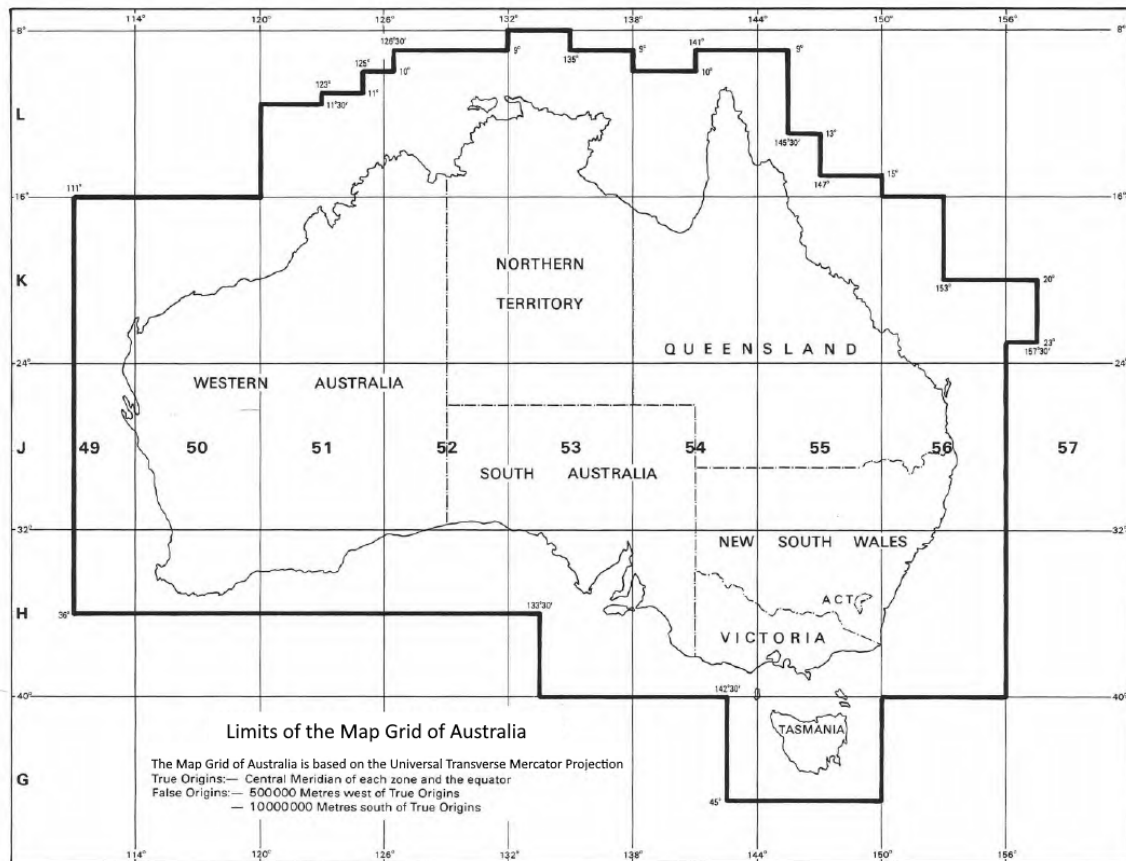 114° 120° 126° 132° 138° 144° 150° 156°
8° 8°
126°30' 141°
9° 135° 9° 9°
125° 10° 10°
123° 11°
11°30'
L
145°30' 13°
147° 15°
111°
16° 16°
NORTHERN
K 153° 20°
TERRITORY
QUEENSLAND 23°
157°30'
24° 24°
WESTERN AUSTRALIA
J 49 50 51 52 53 54 55 56 57
SOUTH AUSTRALIA
32° 32°
NEW SOUTH WALES
ACT
36° 133°30'
H
VICTORIA
142°30'
40° 40°
TASMANIA
Limits of the Map Grid of Australia
The Map Grid of Australia is based on the Universal Transverse Mercator Projection
True Origins:— Central Meridian of each zone and the equator
G
False Origins:— 500000 Metres west of True Origins
— 10000000 Metres south of True Origins
45°
114° 120° 126° 132° 138° 144° 150° 156°